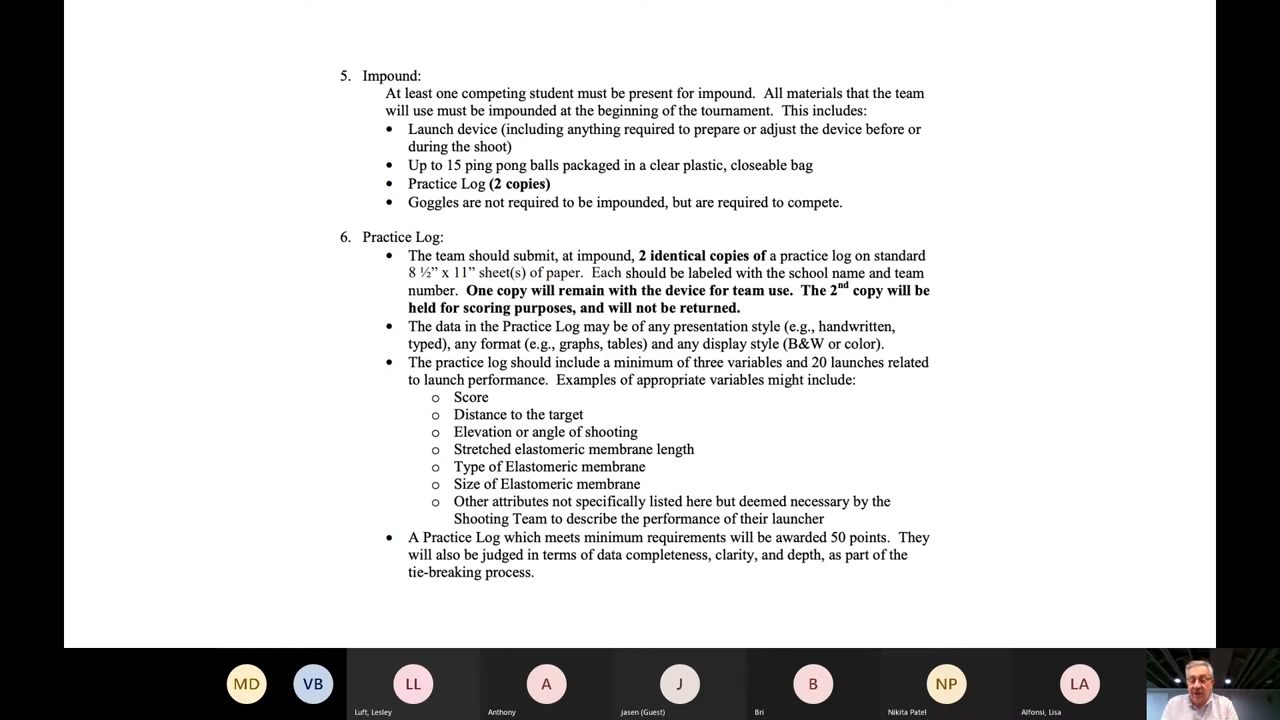 5. Impound:
At least one competing student must be present for impound. All materials that the team
will use must be impounded at the beginning of the tournament. This includes:
• Launch device (including anything required to prepare or adjust the device before or
during the shoot)
• Up to 15 ping pong balls packaged in a clear plastic, closeable bag
• Practice Log (2 copies)
• Goggles are not required to be impounded, but are required to compete.
6. Practice Log:
• The team should submit, at impound, 2 identical copies of a practice log on standard
8 ½” x 11” sheet(s) of paper. Each should be labeled with the school name and team
number. One copy will remain with the device for team use. The 2nd copy will be
held for scoring purposes, and will not be returned.
• The data in the Practice Log may be of any presentation style (e.g., handwritten,
typed), any format (e.g., graphs, tables) and any display style (B&W or color).
• The practice log should include a minimum of three variables and 20 launches related
to launch performance. Examples of appropriate variables might include:
o Score
o Distance to the target
o Elevation or angle of shooting
o Stretched elastomeric membrane length
o Type of Elastomeric membrane
o Size of Elastomeric membrane
o Other attributes not specifically listed here but deemed necessary by the
Shooting Team to describe the performance of their launcher
• A Practice Log which meets minimum requirements will be awarded 50 points. They
will also be judged in terms of data completeness, clarity, and depth, as part of the
tie-breaking process.
MD VB LL A J B NP LA
Luft, Lesley Anthony jasen (Guest) Bri Nikita Patel Alfonsi, Lisa